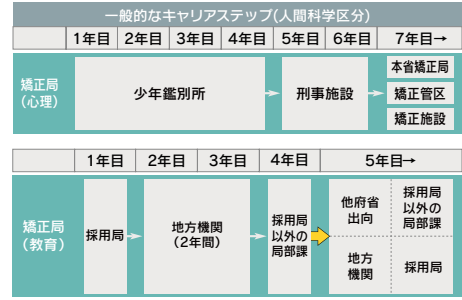 一般的なキャリアステップ(人間科学区分)
1年目 2年目 3年目 4年目 5年目 6年目 7年目→
矯正局
(心理)
少年鑑別所
刑事施設
本省矯正局
矯正管区
矯正施設
1年目 2年目 3年目 4年目 5年目→
矯正局
(教育)
採用局
地方機関
(2年間)
採用局
以外の
局部課
他府省
出向
採用局
以外の
局部課
地方
機関
採用局